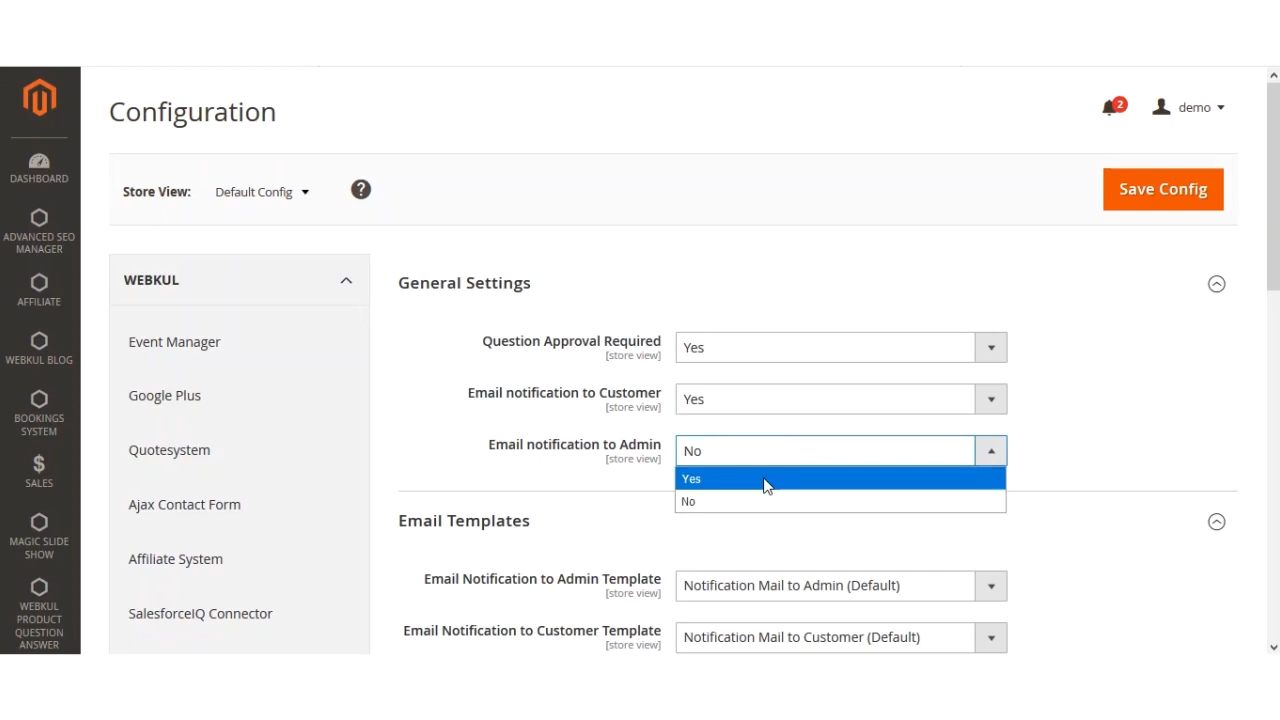 Configuration
2
demo
Store View: Default Config ?
Save Config
DASHBOARD
ADVANCED SEO
MANAGER
AFFILIATE
WEBKUL BLOG
BOOKINGS
SYSTEM
$
SALES
MAGIC SLIDE
SHOW
WEBKUL
PRODUCT
QUESTION
ANSWER
WEBKUL
Event Manager
Google Plus
Quotesystem
Ajax Contact Form
Affiliate System
SalesforceIQ Connector
General Settings
Question Approval Required
[store view]
Yes
Email notification to Customer
[store view]
Yes
Email notification to Admin
[store view]
No
Yes
No
Email Templates
Email Notification to Admin Template
[store view]
Notification Mail to Admin (Default)
Email Notification to Customer Template
[store view]
Notification Mail to Customer (Default)